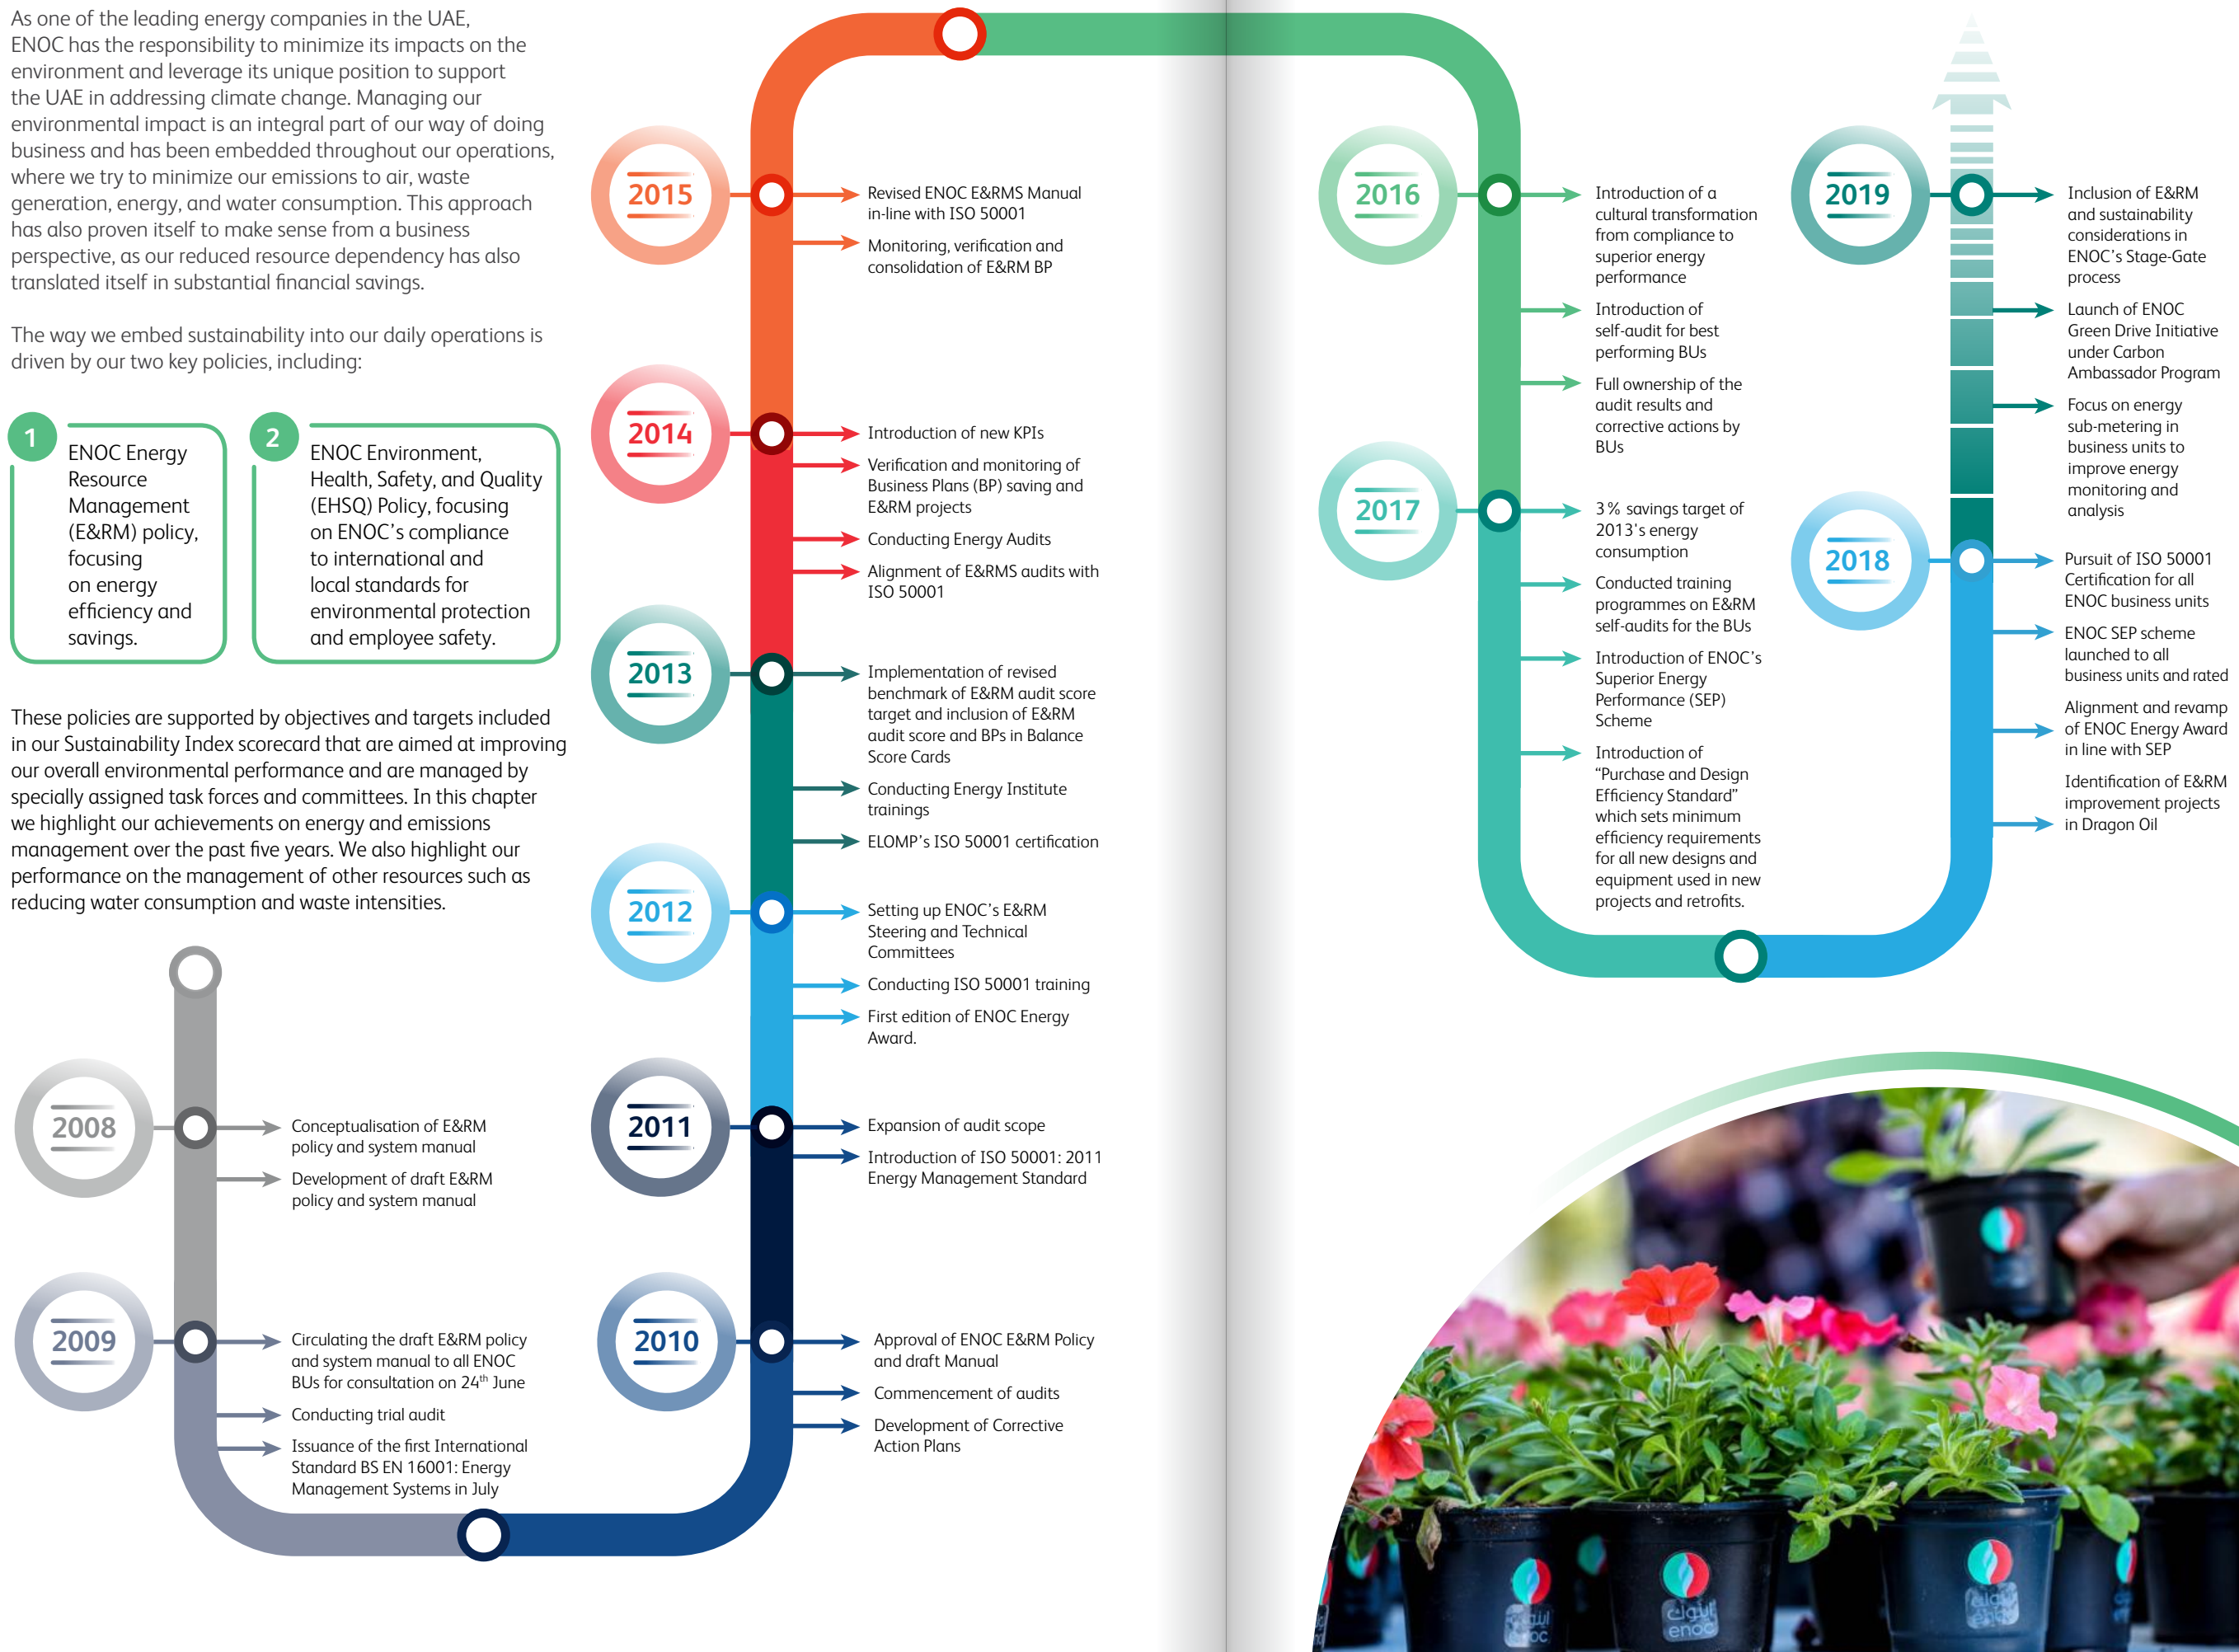 As one of the leading energy companies in the UAE,
ENOC has the responsibility to minimize its impacts on the
environment and leverage its unique position to support
the UAE in addressing climate change. Managing our
environmental impact is an integral part of our way of doing
business and has been embedded throughout our operations,
where we try to minimize our emissions to air, waste
generation, energy, and water consumption. This approach
has also proven itself to make sense from a business
perspective, as our reduced resource dependency has also
translated itself in substantial financial savings.
The way we embed sustainability into our daily operations is
driven by our two key policies, including:
1
ENOC Energy
Resource
Management
(E&RM) policy,
focusing
on energy
efficiency and
savings.
2
ENOC Environment,
Health, Safety, and Quality
(EHSQ) Policy, focusing
on ENOC's compliance
to international and
local standards for
environmental protection
and employee safety.
These policies are supported by objectives and targets included
in our Sustainability Index scorecard that are aimed at improving
our overall environmental performance and are managed by
specially assigned task forces and committees. In this chapter
we highlight our achievements on energy and emissions
management over the past five years. We also highlight our
performance on the management of other resources such as
reducing water consumption and waste intensities.
2008
Conceptualisation of E&RM
policy and system manual
Development of draft E&RM
policy and system manual
2009
Circulating the draft E&RM policy
and system manual to all ENOC
BUs for consultation on 24th June
Conducting trial audit
Issuance of the first International
Standard BS EN 16001: Energy
Management Systems in July
2010
Approval of ENOC E&RM Policy
and draft Manual
Commencement of audits
Development of Corrective
Action Plans
2011
Expansion of audit scope
Introduction of ISO 50001: 2011
Energy Management Standard
2012
Setting up ENOC's E&RM
Steering and Technical
Committees
Conducting ISO 50001 training
First edition of ENOC Energy
Award.
2013
Implementation of revised
benchmark of E&RM audit score
target and inclusion of E&RM
audit score and BPs in Balance
Score Cards
Conducting Energy Institute
trainings
ELOMP's ISO 50001 certification
2014
Introduction of new KPIs
Verification and monitoring of
Business Plans (BP) saving and
E&RM projects
Conducting Energy Audits
Alignment of E&RMS audits with
ISO 50001
2015
Revised ENOC E&RMS Manual
in-line with ISO 50001
Monitoring, verification and
consolidation of E&RM BP
2016
Introduction of a
cultural transformation
from compliance to
superior energy
performance
Introduction of
self-audit for best
performing BUs
Full ownership of the
audit results and
corrective actions by
BUs
2017
3% savings target of
2013's energy
consumption
Conducted training
programmes on E&RM
self-audits for the BUs
Introduction of ENOC's
Superior Energy
Performance (SEP)
Scheme
Introduction of
“Purchase and Design
Efficiency Standard”
which sets minimum
efficiency requirements
for all new designs and
equipment used in new
projects and retrofits.
2018
Pursuit of ISO 50001
Certification for all
ENOC business units
ENOC SEP scheme
launched to all
business units and rated
Alignment and revamp
of ENOC Energy Award
in line with SEP
Identification of E&RM
improvement projects
in Dragon Oil
2019
Inclusion of E&RM
and sustainability
considerations in
ENOC's Stage-Gate
process
Launch of ENOC
Green Drive Initiative
under Carbon
Ambassador Program
Focus on energy
sub-metering in
business units to
improve energy
monitoring and
analysis
اينوك
enoc
اينوك
enoc
اينوك
enoc